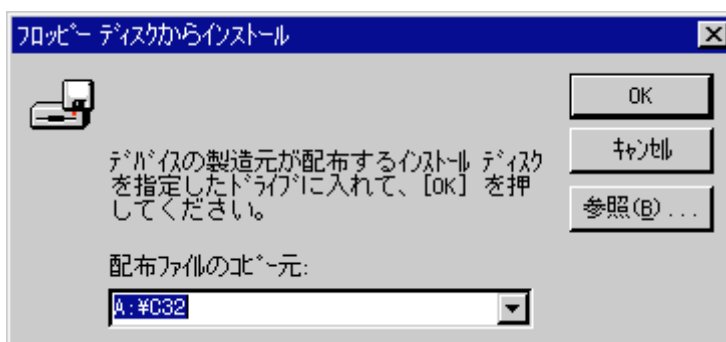 フロッピー ディスクからインストール
OK
デバイスの製造元が配布するインストール ディスク
キャンセル
を指定したドライブに入れて、[OK] を押
してください。
参照(B)...
配布ファイルのコピー元:
A:¥C32